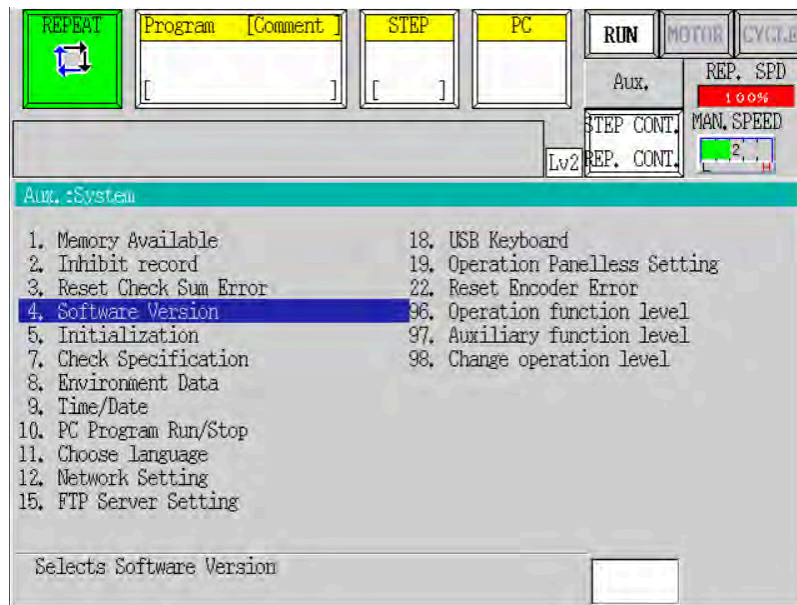 REPEAT
Program [Comment ]
[ ]
STEP
[ ]
PC
RUN
MOTOR
CYCLE
Aux.
REP. SPD
100%
STEP CONT.
REP. CONT.
MAN.SPEED
2
L H
Lv2
Aux.:System
1. Memory Available
2. Inhibit record
3. Reset Check Sum Error
4. Software Version
5. Initialization
7. Check Specification
8. Environment Data
9. Time/Date
10. PC Program Run/Stop
11. Choose language
12. Network Setting
15. FTP Server Setting
18. USB Keyboard
19. Operation Panelless Setting
22. Reset Encoder Error
96. Operation function level
97. Auxiliary function level
98. Change operation level
Selects Software Version